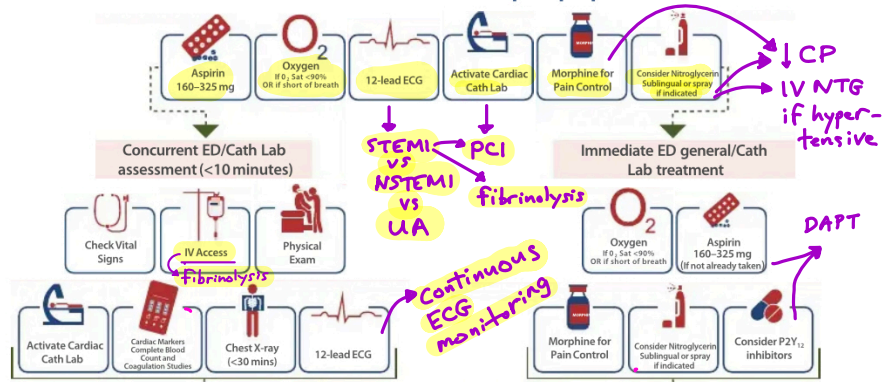 O₂
Aspirin
160–325 mg
Oxygen
If O₂ Sat <90%
OR if short of breath
12-lead ECG
Activate Cardiac
Cath Lab
MORPHINE
Morphine for
Pain Control
Consider Nitroglycerin
Sublingual or spray
if indicated
↓ CP
IV NTG
if hyper-
tensive
Concurrent ED/Cath Lab
assessment (<10 minutes)
STEMI
vs
NSTEMI
vs
UA
PCI
fibrinolysis
Immediate ED general/Cath
Lab treatment
Check Vital
Signs
IV Access
fibrinolysis
Physical
Exam
O₂
Oxygen
If O₂ Sat <90%
OR if short of breath
Aspirin
160–325 mg
(If not already taken)
DAPT
Activate Cardiac
Cath Lab
Cardiac Markers
Complete Blood
Count and
Coagulation Studies
Chest X-ray
(<30 mins)
12-lead ECG
continuous
ECG
monitoring
MORPHINE
Morphine for
Pain Control
Consider Nitroglycerin
Sublingual or spray
if indicated
Consider P2Y₁₂
inhibitors